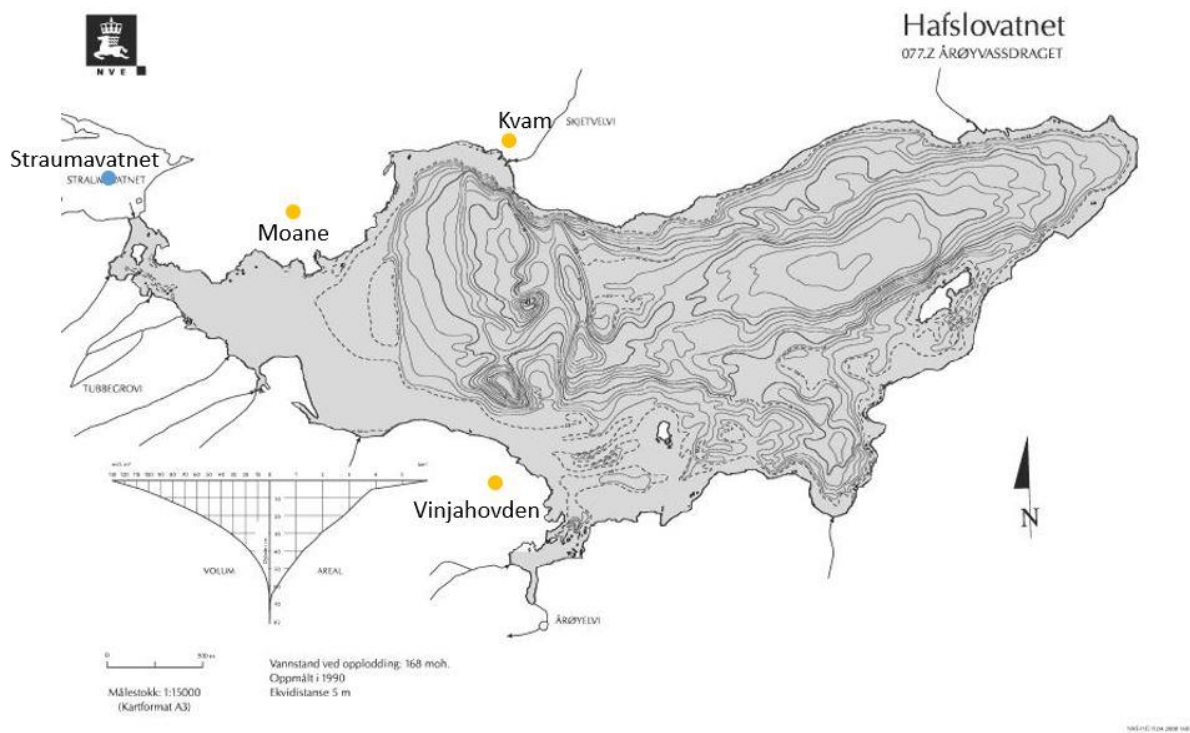 NVE
Hafslovatnet
077.Z ÅRØYVASSDRAGET
Kvam
SKJETVELVI
Straumavatnet
Moane
TUBBEGROVI
Vinjahovden
N
VOLUM
AREAL
ÅRØYELVI
0
Målestokk: 1:15000
(Kartformat A3)
Vannstand ved opplodding: 168 moh.
Oppmålt i 1990
Ekvidistanse 5 m